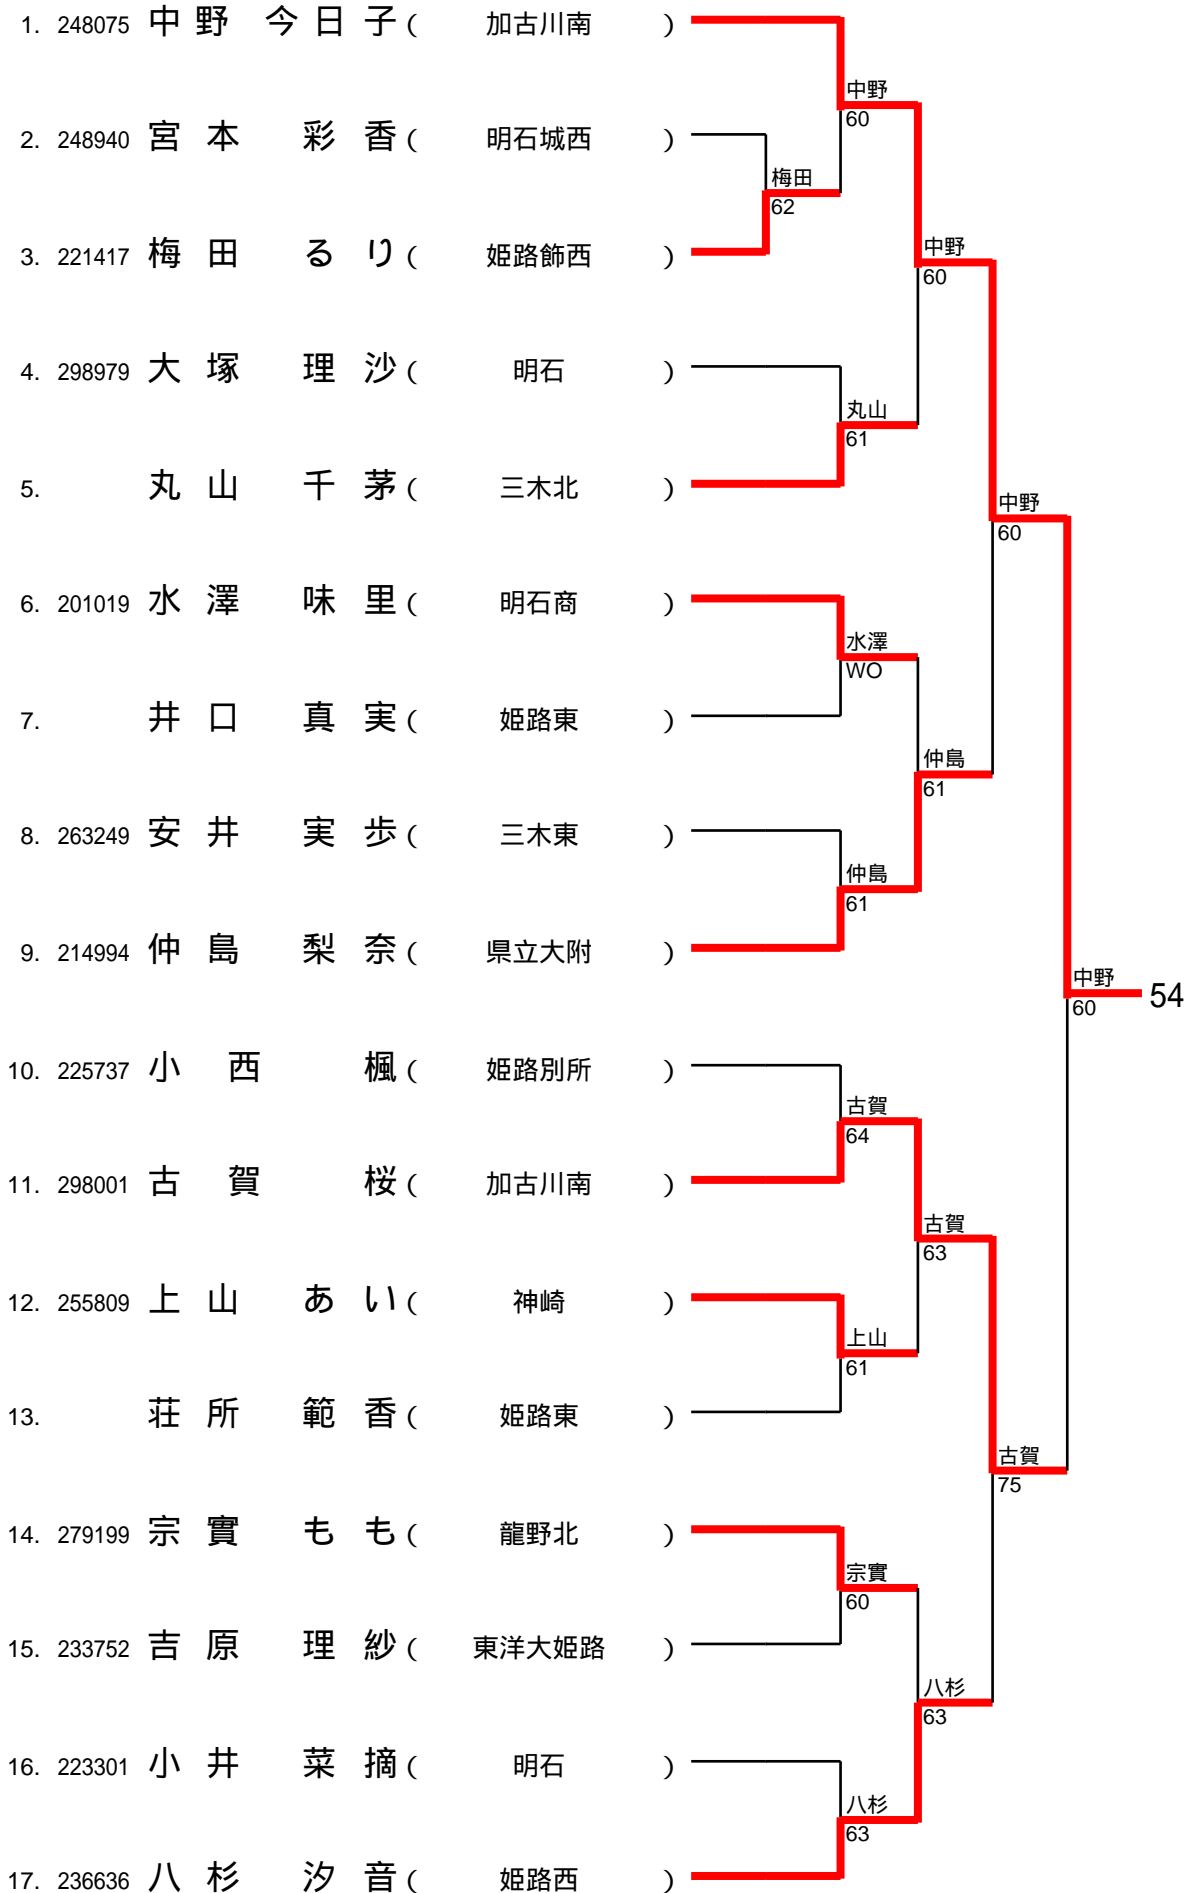 1. 248075 中野 今日子 ( 加古川南 )
中野
60
2. 248940 宮本 彩香 ( 明石城西 )
梅田
62
3. 221417 梅田 るり ( 姫路飾西 )
中野
60
4. 298979 大塚 理沙 ( 明石 )
丸山
61
5. 丸山 千茅 ( 三木北 )
中野
60
6. 201019 水澤 味里 ( 明石商 )
水澤
WO
7. 井口 真実 ( 姫路東 )
仲島
61
8. 263249 安井 実歩 ( 三木東 )
仲島
61
9. 214994 仲島 梨奈 ( 県立大附 )
中野
60
54
10. 225737 小西 楓 ( 姫路別所 )
古賀
64
11. 298001 古賀 桜 ( 加古川南 )
古賀
63
12. 255809 上山 あい ( 神崎 )
上山
61
13. 荘所 範香 ( 姫路東 )
古賀
75
14. 279199 宗實 もも ( 龍野北 )
宗實
60
15. 233752 吉原 理紗 ( 東洋大姫路 )
八杉
63
16. 223301 小井 菜摘 ( 明石 )
八杉
63
17. 236636 八杉 汐音 ( 姫路西 )